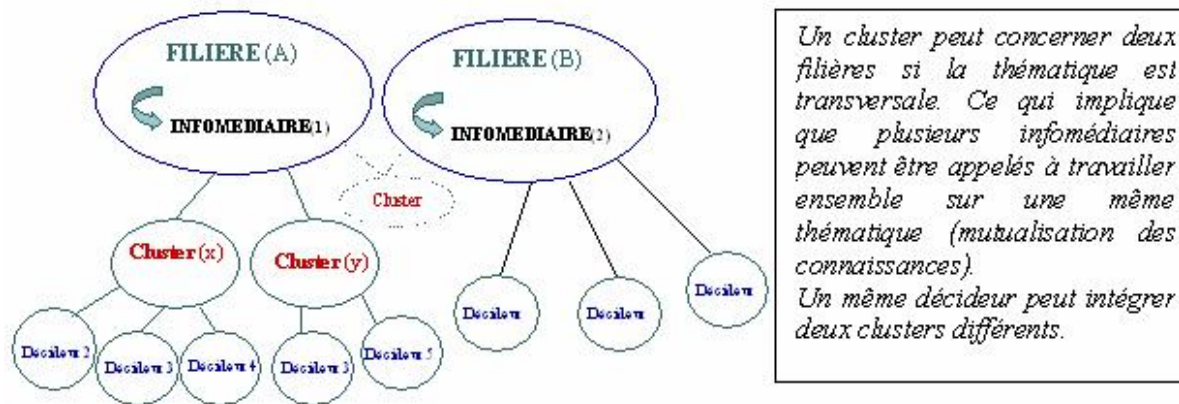 FILIERE (A)
INFOMEDIAIRE(1)
FILIERE (B)
INFOMEDIAIRE(2)
Cluster
Cluster (x)
Cluster (y)
Décideur 2
Décideur 3
Décideur 4
Décideur 3
Décideur 5
Décideur
Décideur
Décideur
Un cluster peut concerner deux
filières si la thématique est
transversale. Ce qui implique
que plusieurs infomédiaires
peuvent être appelés à travailler
ensemble sur une même
thématique (mutualisation des
connaissances).
Un même décideur peut intégrer
deux clusters différents.